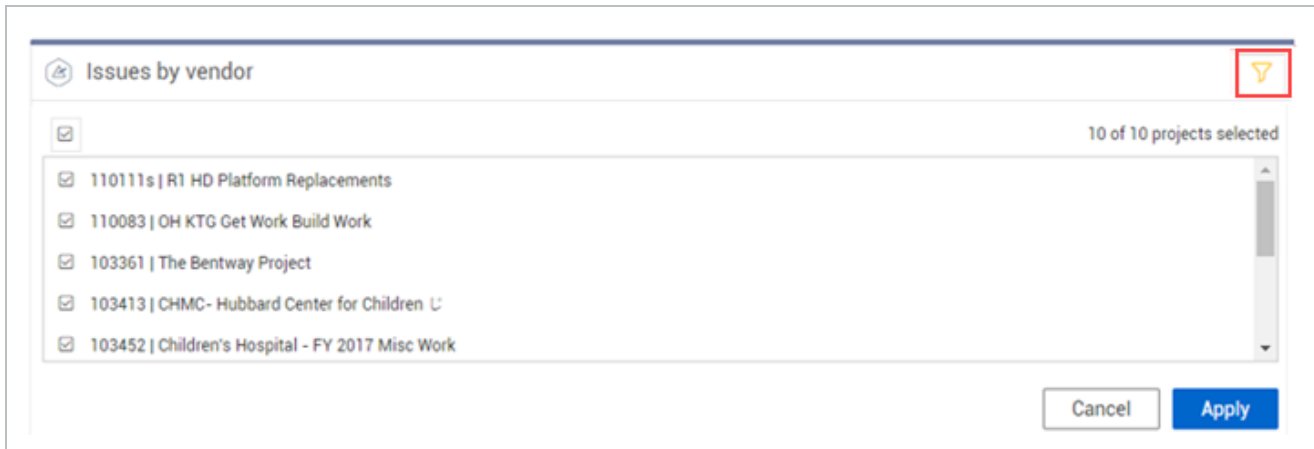 Issues by vendor
10 of 10 projects selected
110111s | R1 HD Platform Replacements
110083 | OH KTG Get Work Build Work
103361 | The Bentway Project
103413 | CHMC- Hubbard Center for Children
103452 | Children's Hospital - FY 2017 Misc Work
Cancel Apply